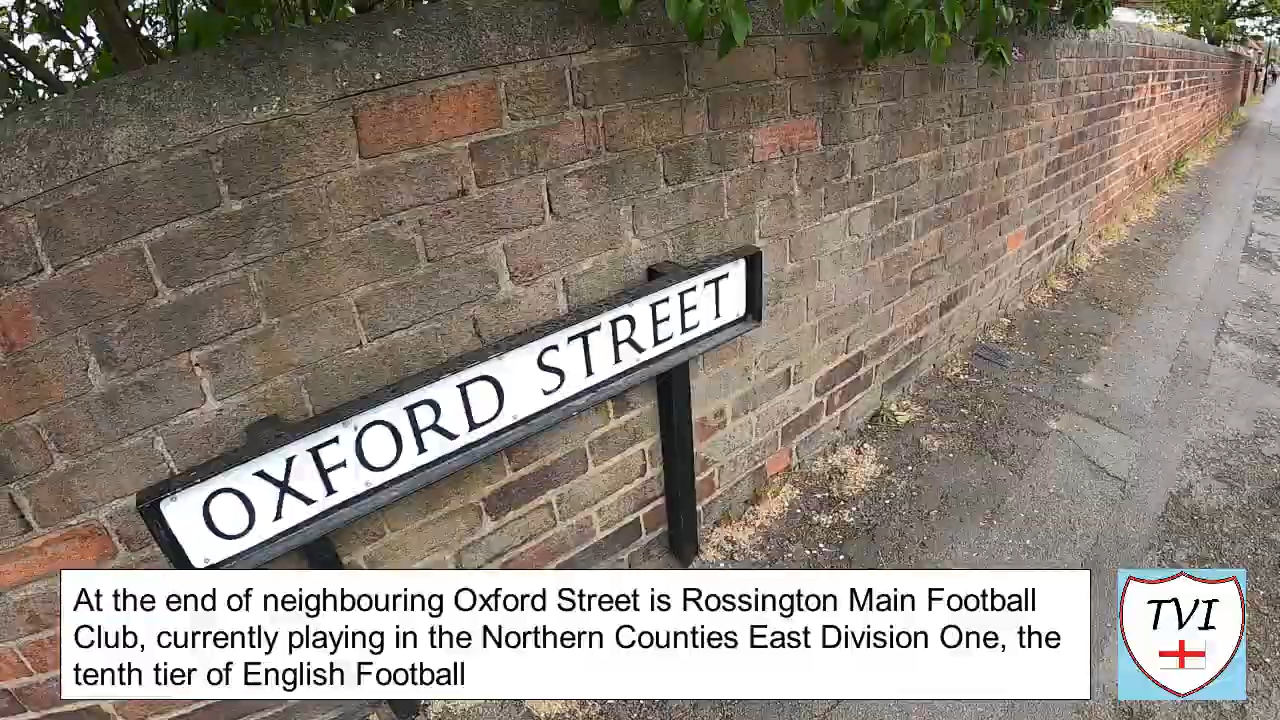 OXFORD STREET
At the end of neighbouring Oxford Street is Rossington Main Football
Club, currently playing in the Northern Counties East Division One, the
tenth tier of English Football
TVI